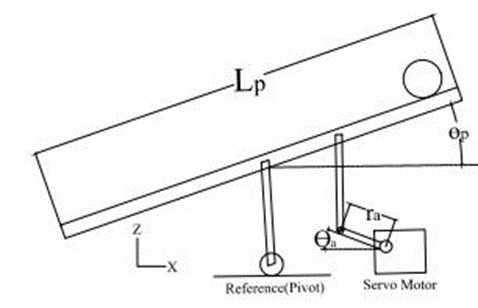 Lp
θp
ra
θa
Z
X
Reference(Pivot)
Servo Motor